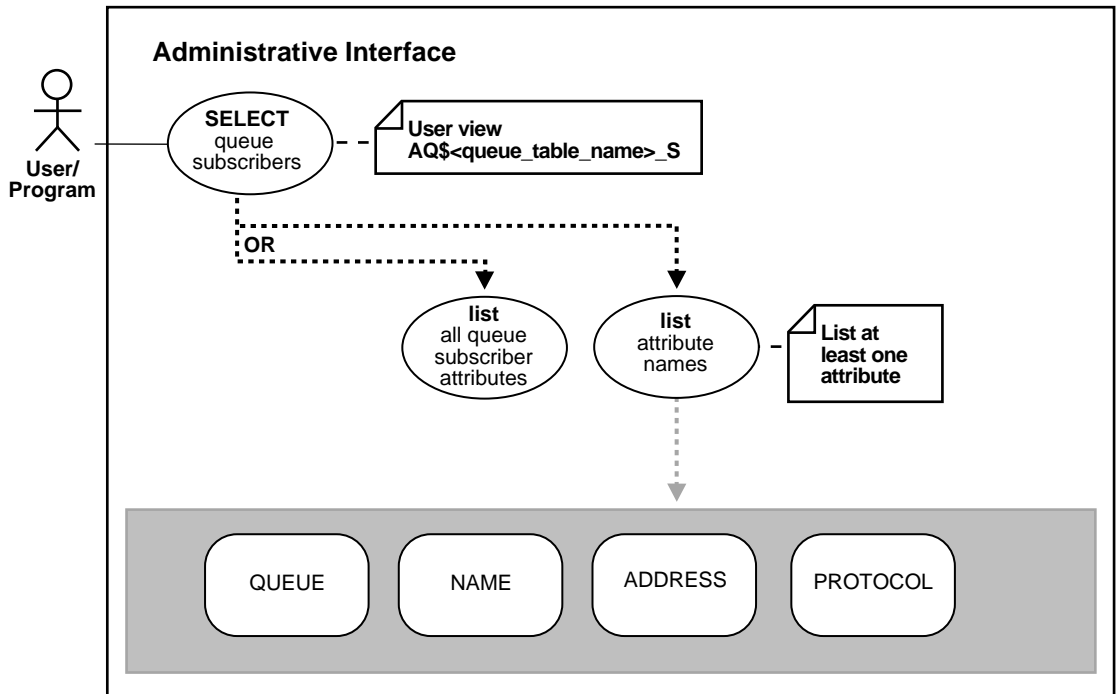 Administrative Interface
User/
Program
SELECT
queue
subscribers
User view
AQ$<queue_table_name>_S
OR
list
all queue
subscriber
attributes
list
attribute
names
List at
least one
attribute
QUEUE
NAME
ADDRESS
PROTOCOL